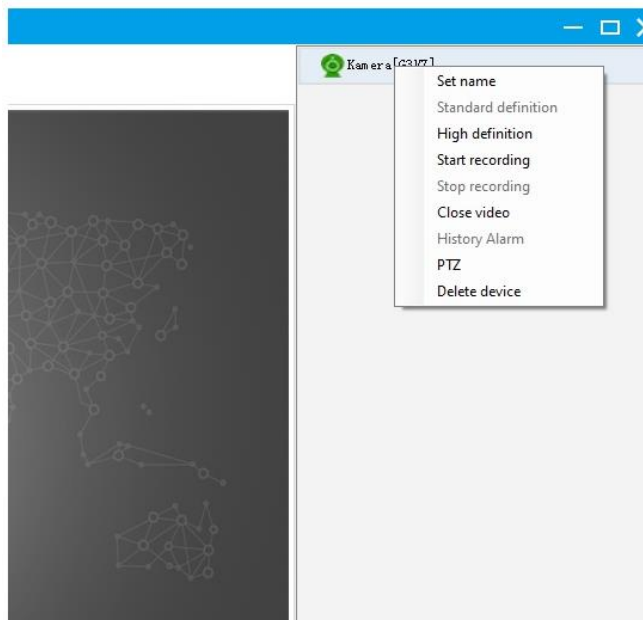 Kamera[G3V7]
Set name
Standard definition
High definition
Start recording
Stop recording
Close video
History Alarm
PTZ
Delete device